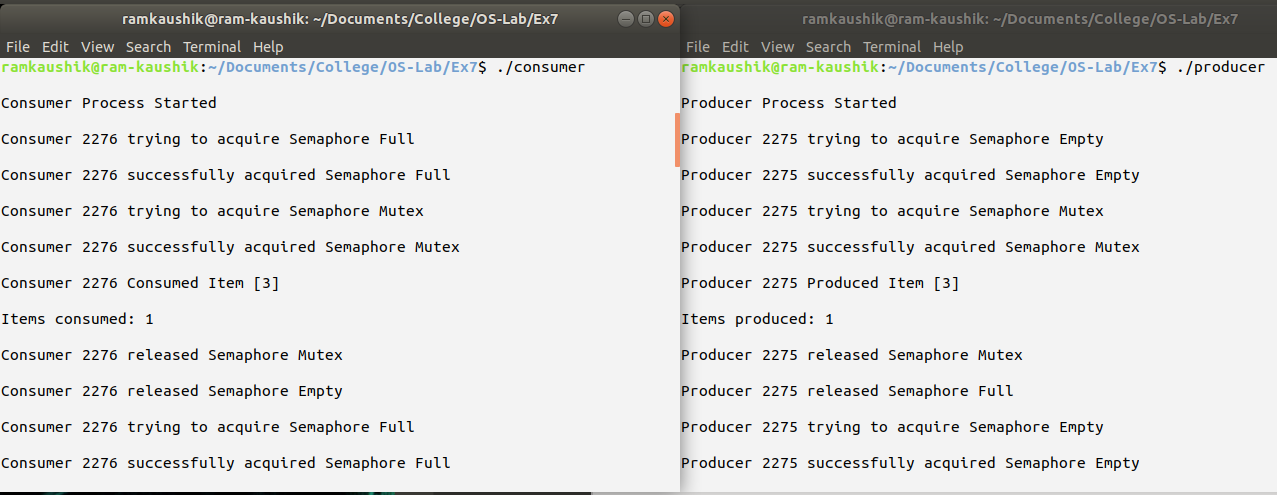 ramkaushik@ram-kaushik: ~/Documents/College/OS-Lab/Ex7
File Edit View Search Terminal Help
ramkaushik@ram-kaushik:~/Documents/College/OS-Lab/Ex7$ ./consumer
Consumer Process Started
Consumer 2276 trying to acquire Semaphore Full
Consumer 2276 successfully acquired Semaphore Full
Consumer 2276 trying to acquire Semaphore Mutex
Consumer 2276 successfully acquired Semaphore Mutex
Consumer 2276 Consumed Item [3]
Items consumed: 1
Consumer 2276 released Semaphore Mutex
Consumer 2276 released Semaphore Empty
Consumer 2276 trying to acquire Semaphore Full
Consumer 2276 successfully acquired Semaphore Full
ramkaushik@ram-kaushik: ~/Documents/College/OS-Lab/Ex7
File Edit View Search Terminal Help
ramkaushik@ram-kaushik:~/Documents/College/OS-Lab/Ex7$ ./producer
Producer Process Started
Producer 2275 trying to acquire Semaphore Empty
Producer 2275 successfully acquired Semaphore Empty
Producer 2275 trying to acquire Semaphore Mutex
Producer 2275 successfully acquired Semaphore Mutex
Producer 2275 Produced Item [3]
Items produced: 1
Producer 2275 released Semaphore Mutex
Producer 2275 released Semaphore Full
Producer 2275 trying to acquire Semaphore Empty
Producer 2275 successfully acquired Semaphore Empty